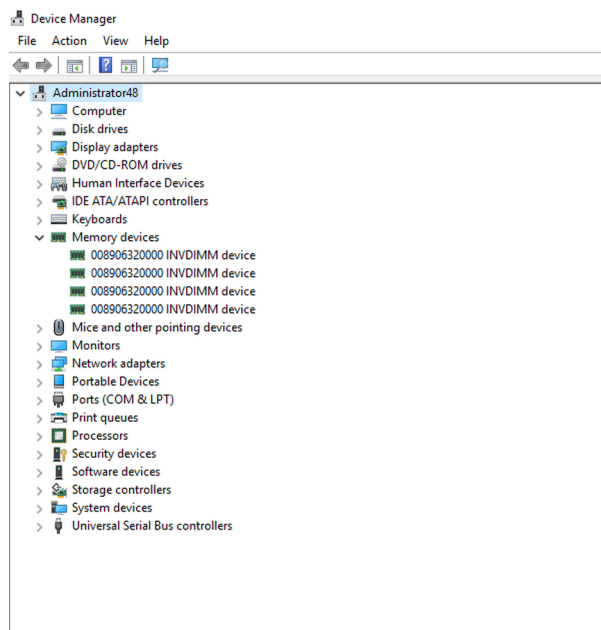 Device Manager
File Action View Help
Administrator48
Computer
Disk drives
Display adapters
DVD/CD-ROM drives
Human Interface Devices
IDE ATA/ATAPI controllers
Keyboards
Memory devices
008906320000 INVDIMM device
008906320000 INVDIMM device
008906320000 INVDIMM device
008906320000 INVDIMM device
Mice and other pointing devices
Monitors
Network adapters
Portable Devices
Ports (COM & LPT)
Print queues
Processors
Security devices
Software devices
Storage controllers
System devices
Universal Serial Bus controllers